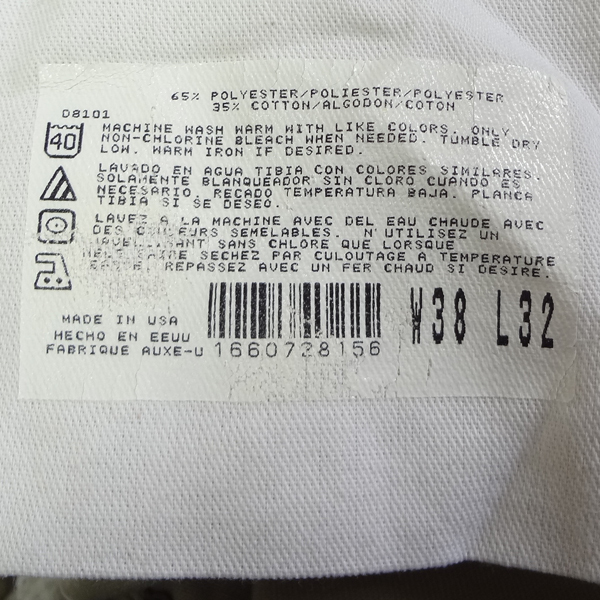 65% POLYESTER/POLIESTER/POLYESTER
35% COTTON/ALGODON/COTON
D8101
40
MACHINE WASH WARM WITH LIKE COLORS. ONLY
NON-CHLORINE BLEACH WHEN NEEDED. TUMBLE DRY
LOW. WARM IRON IF DESIRED.
LAVADO EN AGUA TIBIA CON COLORES SIMILARES.
SOLAMENTE BLANQUEADOR SIN CLORO CUANDO ES
NECESARIO. RECADO TEMPERATURA BAJA. PLANCA
TIBIA SI SE DESEO.
LAVEZ A LA MACHINE AVEC DEL EAU CHAUDE AVEC
DES SEMELABLES. N'UTILISEZ UN
SANT SANS CHLORE QUE LORSQUE
SECHEZ PAR CULOUTAGE A TEMPERATURE
REPASSEZ AVEC UN FER CHAUD SI DESIRE.
MADE IN USA
HECHO EN EEUU
FABRIQUE AUXE-U
1660728156
W38 L32